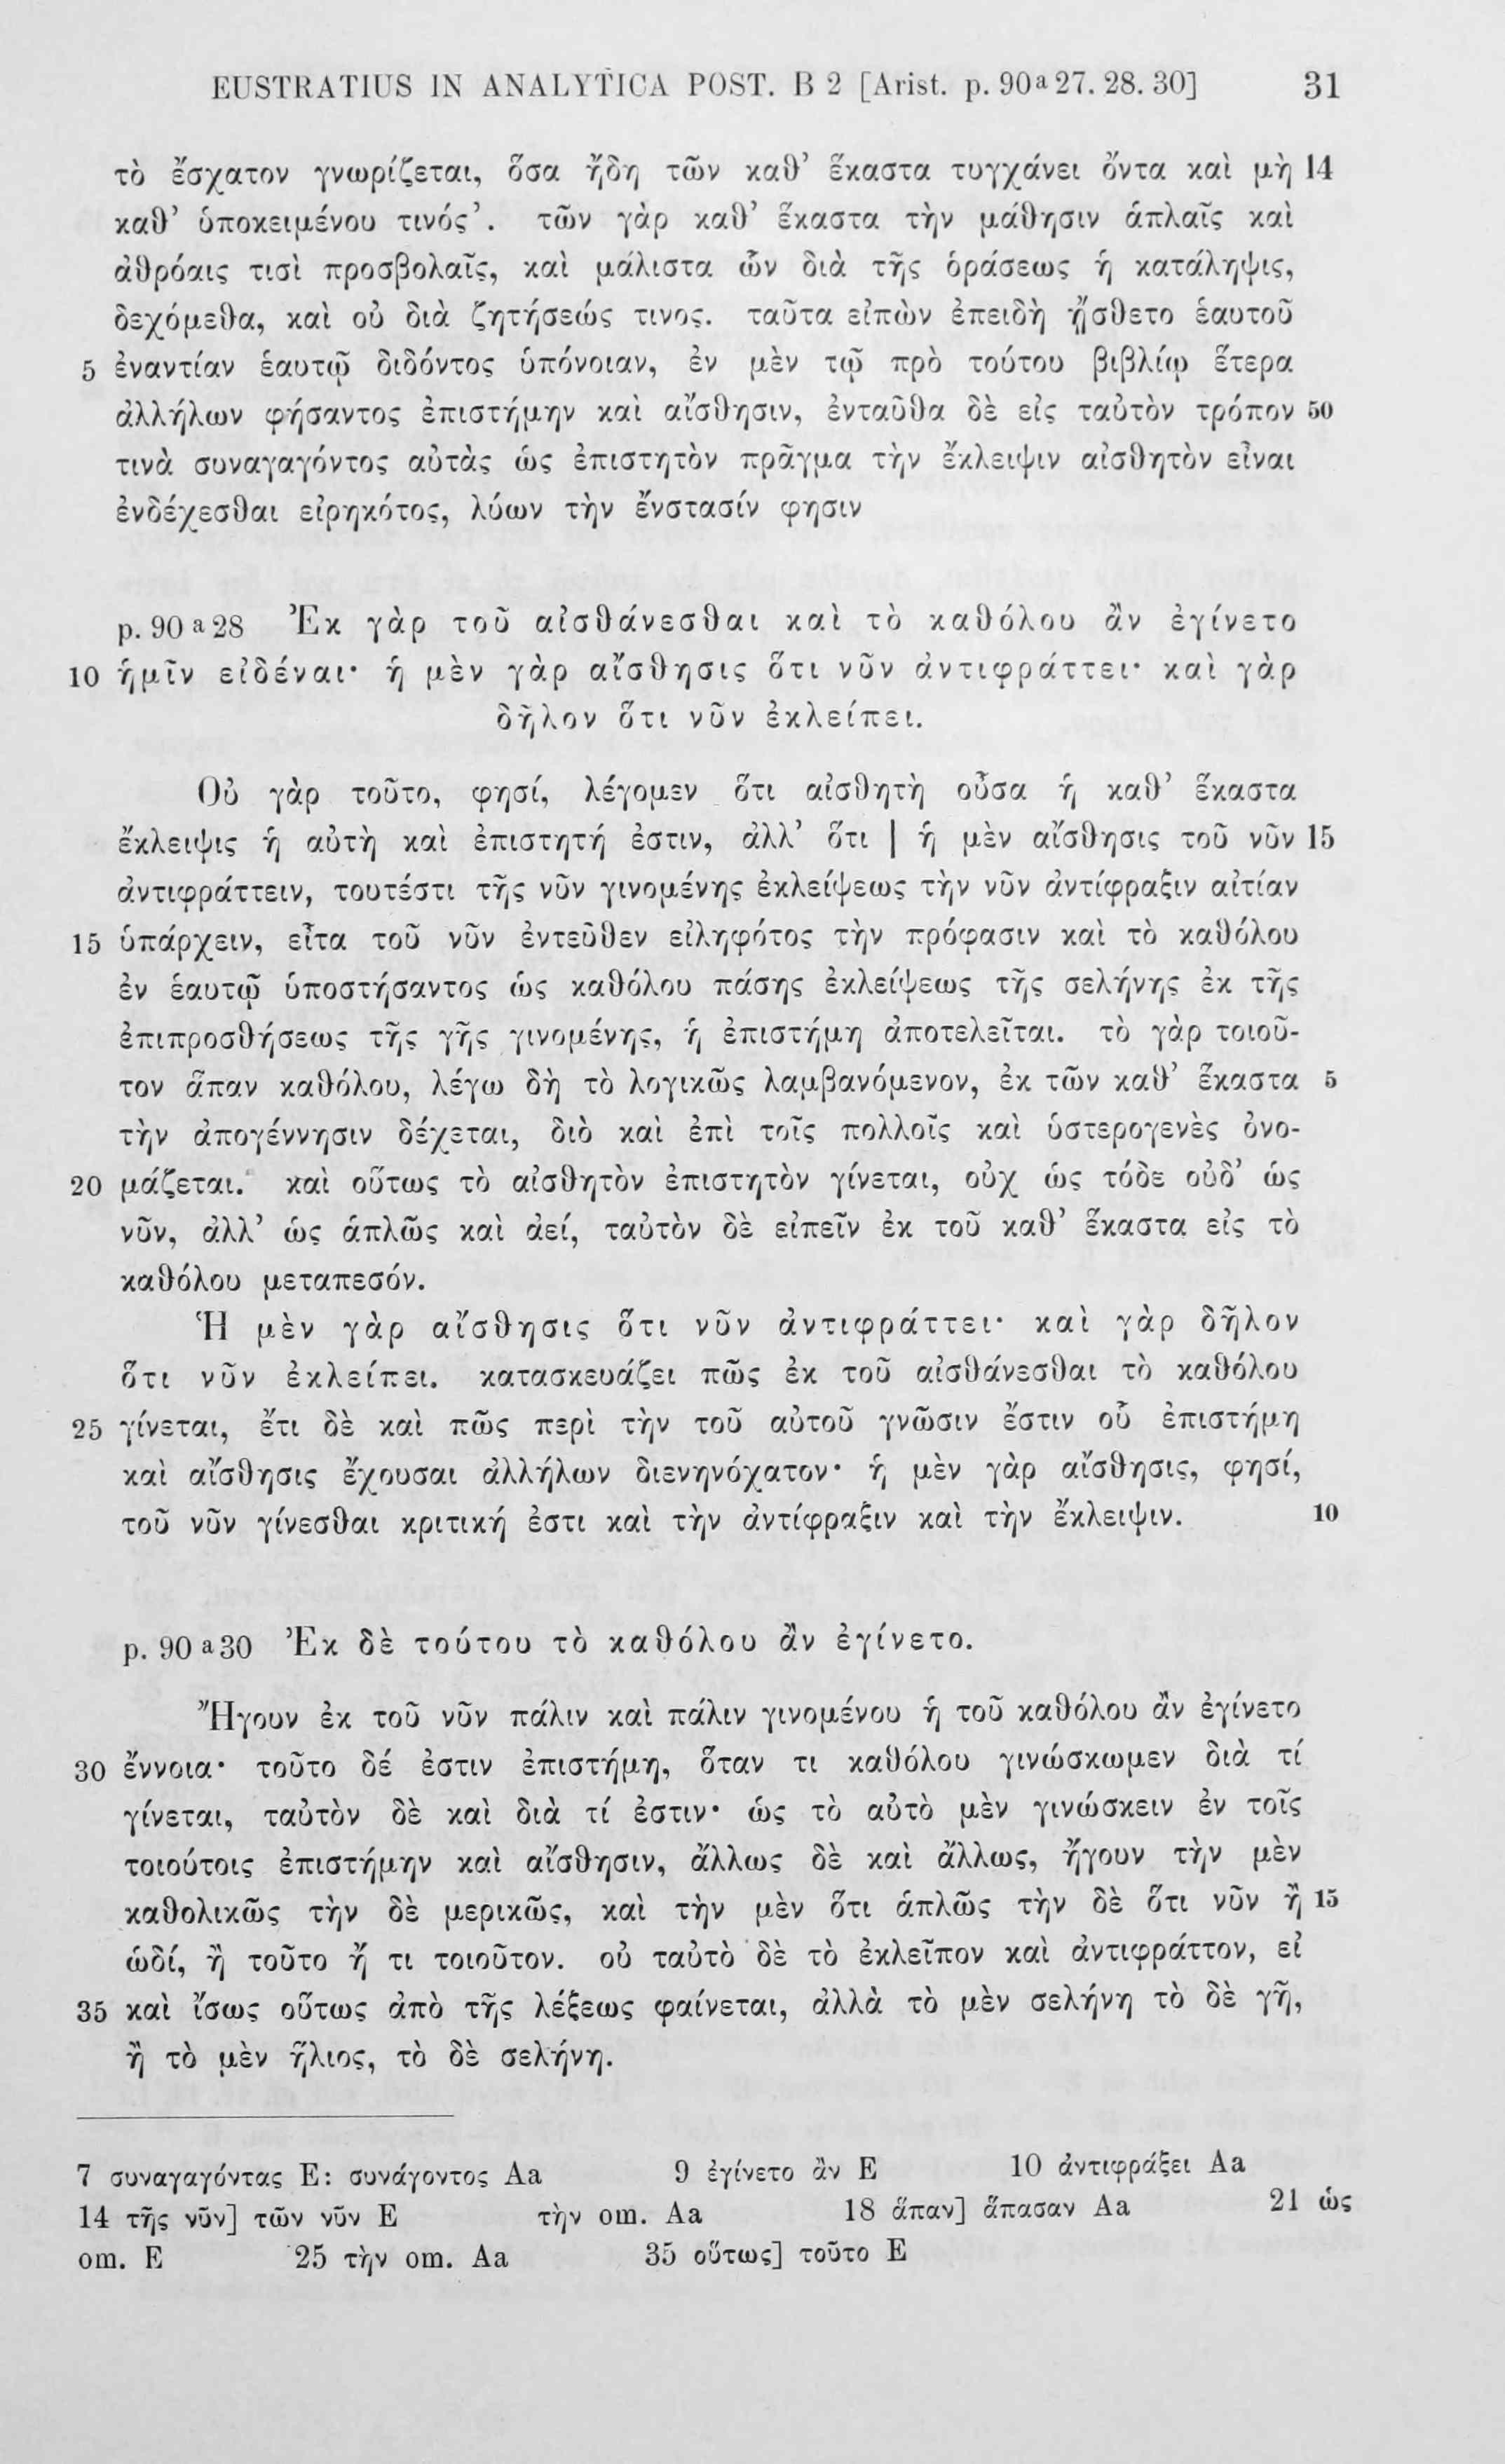 EUSTRATIUS IN ANALYTICA POST. B 2 [Arist. p. 90a 27. 28. 30] 31
τὸ ἔσχατον γνωρίζεται, ὅσα ἤδη τῶν καθ’ ἕκαστα τυγχάνει ὄντα καὶ μὴ 14
καθ’ ὑποκειμένου τινός’. τῶν γὰρ καθ’ ἕκαστα τὴν μάθησιν ἁπλαῖς καὶ
ἀθρόαις τισὶ προσβολαῖς, καὶ μάλιστα ὧν διὰ τῆς ὁράσεως ἡ κατάληψις,
δεχόμεθα, καὶ οὐ διὰ ζητήσεώς τινος. ταῦτα εἰπὼν ἐπειδὴ ᾔσθετο ἑαυτοῦ
5 ἐναντίαν ἑαυτῷ διδόντος ὑπόνοιαν, ἐν μὲν τῷ πρὸ τούτου βιβλίῳ ἕτερα
ἀλλήλων φήσαντος ἐπιστήμην καὶ αἴσθησιν, ἐνταῦθα δὲ εἰς ταὐτὸν τρόπον 50
τινὰ συναγαγόντος αὐτὰς ὡς ἐπιστητὸν πρᾶγμα τὴν ἔκλειψιν αἰσθητὸν εἶναι
ἐνδέχεσθαι εἰρηκότος, λύων τὴν ἔνστασίν φησιν
p. 90 a 28 Ἐκ γὰρ τοῦ αἰσθάνεσθαι καὶ τὸ καθόλου ἂν ἐγίνετο
10 ἡμῖν εἰδέναι· ἡ μὲν γὰρ αἴσθησις ὅτι νῦν ἀντιφράττει· καὶ γὰρ
δῆλον ὅτι νῦν ἐκλείπει.
Οὐ γὰρ τοῦτο, φησί, λέγομεν ὅτι αἰσθητὴ οὖσα ἡ καθ’ ἕκαστα
ἔκλειψις ἡ αὐτὴ καὶ ἐπιστητή ἐστιν, ἀλλ’ ὅτι | ἡ μὲν αἴσθησις τοῦ νῦν 15
ἀντιφράττειν, τουτέστι τῆς νῦν γινομένης ἐκλείψεως τὴν νῦν ἀντίφραξιν αἰτίαν
15 ὑπάρχειν, εἶτα τοῦ νῦν ἐντεῦθεν εἰληφότος τὴν πρόφασιν καὶ τὸ καθόλου
ἐν ἑαυτῷ ὑποστήσαντος ὡς καθόλου πάσης ἐκλείψεως τῆς σελήνης ἐκ τῆς
ἐπιπροσθήσεως τῆς γῆς γινομένης, ἡ ἐπιστήμη ἀποτελεῖται. τὸ γὰρ τοιοῦ-
τον ἅπαν καθόλου, λέγω δὴ τὸ λογικῶς λαμβανόμενον, ἐκ τῶν καθ’ ἕκαστα 5
τὴν ἀπογέννησιν δέχεται, διὸ καὶ ἐπὶ τοῖς πολλοῖς καὶ ὑστερογενὲς ὀνο-
20 μάζεται. καὶ οὕτως τὸ αἰσθητὸν ἐπιστητὸν γίνεται, οὐχ ὡς τόδε οὐδ’ ὡς
νῦν, ἀλλ’ ὡς ἁπλῶς καὶ ἀεί, ταὐτὸν δὲ εἰπεῖν ἐκ τοῦ καθ’ ἕκαστα εἰς τὸ
καθόλου μεταπεσόν.
Ἡ μὲν γὰρ αἴσθησις ὅτι νῦν ἀντιφράττει· καὶ γὰρ δῆλον
ὅτι νῦν ἐκλείπει. κατασκευάζει πῶς ἐκ τοῦ αἰσθάνεσθαι τὸ καθόλου
25 γίνεται, ἔτι δὲ καὶ πῶς περὶ τὴν τοῦ αὐτοῦ γνῶσιν ἔστιν οὗ ἐπιστήμη
καὶ αἴσθησις ἔχουσαι ἀλλήλων διενηνόχατον· ἡ μὲν γὰρ αἴσθησις, φησί,
τοῦ νῦν γίνεσθαι κριτική ἐστι καὶ τὴν ἀντίφραξιν καὶ τὴν ἔκλειψιν. 10
p. 90 a 30 Ἐκ δὲ τούτου τὸ καθόλου ἂν ἐγίνετο.
Ἤγουν ἐκ τοῦ νῦν πάλιν καὶ πάλιν γινομένου ἡ τοῦ καθόλου ἂν ἐγίνετο
30 ἔννοια· τοῦτο δέ ἐστιν ἐπιστήμη, ὅταν τι καθόλου γινώσκωμεν διὰ τί
γίνεται, ταὐτὸν δὲ καὶ διὰ τί ἐστιν· ὡς τὸ αὐτὸ μὲν γινώσκειν ἐν τοῖς
τοιούτοις ἐπιστήμην καὶ αἴσθησιν, ἄλλως δὲ καὶ ἄλλως, ἤγουν τὴν μὲν
καθολικῶς τὴν δὲ μερικῶς, καὶ τὴν μὲν ὅτι ἁπλῶς τὴν δὲ ὅτι νῦν ἢ 15
ὡδί, ἢ τοῦτο ἤ τι τοιοῦτον. οὐ ταὐτὸ δὲ τὸ ἐκλεῖπον καὶ ἀντιφράττον, εἰ
35 καὶ ἴσως οὕτως ἀπὸ τῆς λέξεως φαίνεται, ἀλλὰ τὸ μὲν σελήνη τὸ δὲ γῆ,
ἢ τὸ μὲν ἥλιος, τὸ δὲ σελήνη.
7 συναγαγόντας E: συνάγοντος Aa 9 ἐγίνετο ἂν E 10 ἀντιφράξει Aa
14 τῆς νῦν] τῶν νῦν E τὴν om. Aa 18 ἅπαν] ἅπασαν Aa 21 ὡς
om. E 25 τὴν om. Aa 35 οὕτως] τοῦτο E